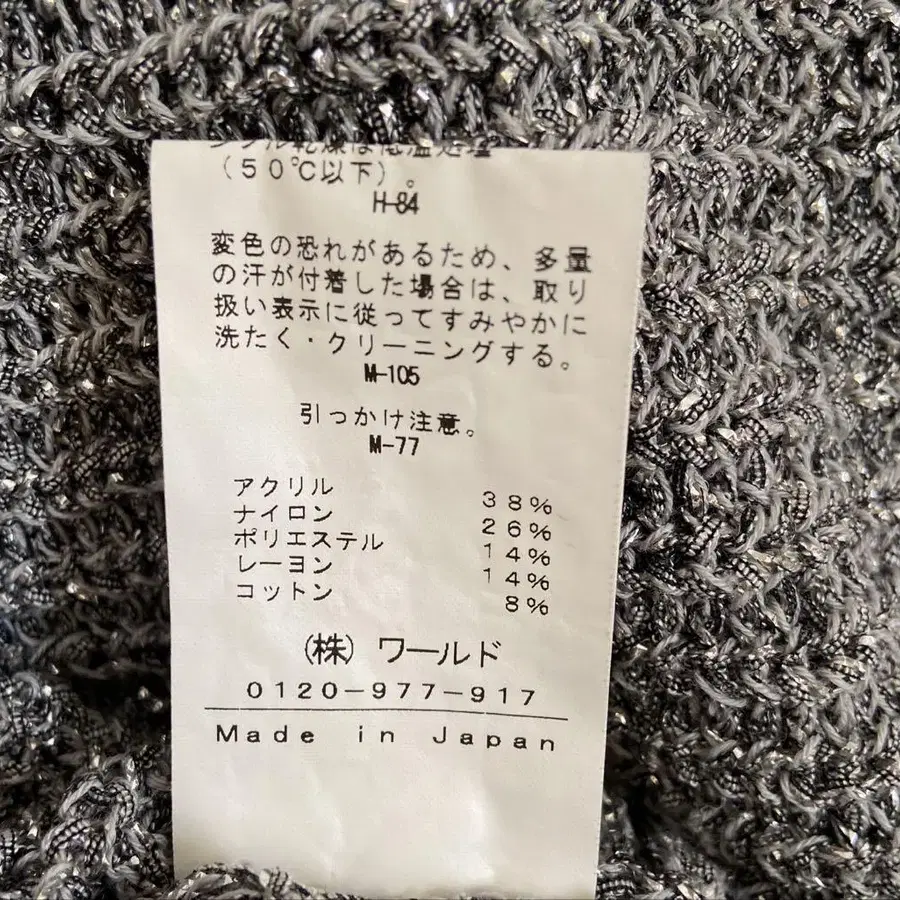 (50℃以下)。
H-84
変色の恐れがあるため、多量
の汗が付着した場合は、取り
扱い表示に従ってすみやかに
洗たく・クリーニングする。
M-105
引っかけ注意。
M-77
アクリル 38%
ナイロン 26%
ポリエステル 14%
レーヨン 14%
コットン 8%
(株) ワールド
0120-977-917
Made in Japan